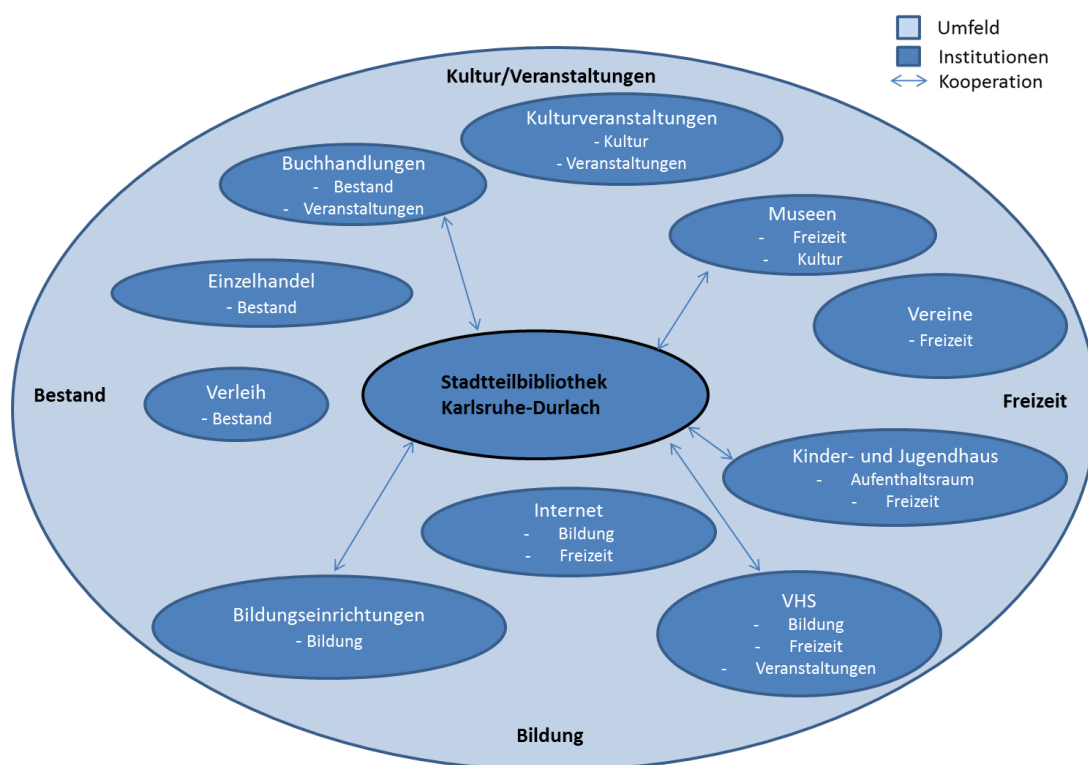 Umfeld
Institutionen
Kooperation
Kultur/Veranstaltungen
Kulturveranstaltungen
- Kultur
- Veranstaltungen
Buchhandlungen
- Bestand
- Veranstaltungen
Museen
- Freizeit
- Kultur
Einzelhandel
- Bestand
Vereine
- Freizeit
Bestand
Verleih
- Bestand
Stadtteilbibliothek
Karlsruhe-Durlach
Freizeit
Kinder- und Jugendhaus
- Aufenthaltsraum
- Freizeit
Internet
- Bildung
- Freizeit
Bildungseinrichtungen
- Bildung
VHS
- Bildung
- Freizeit
- Veranstaltungen
Bildung